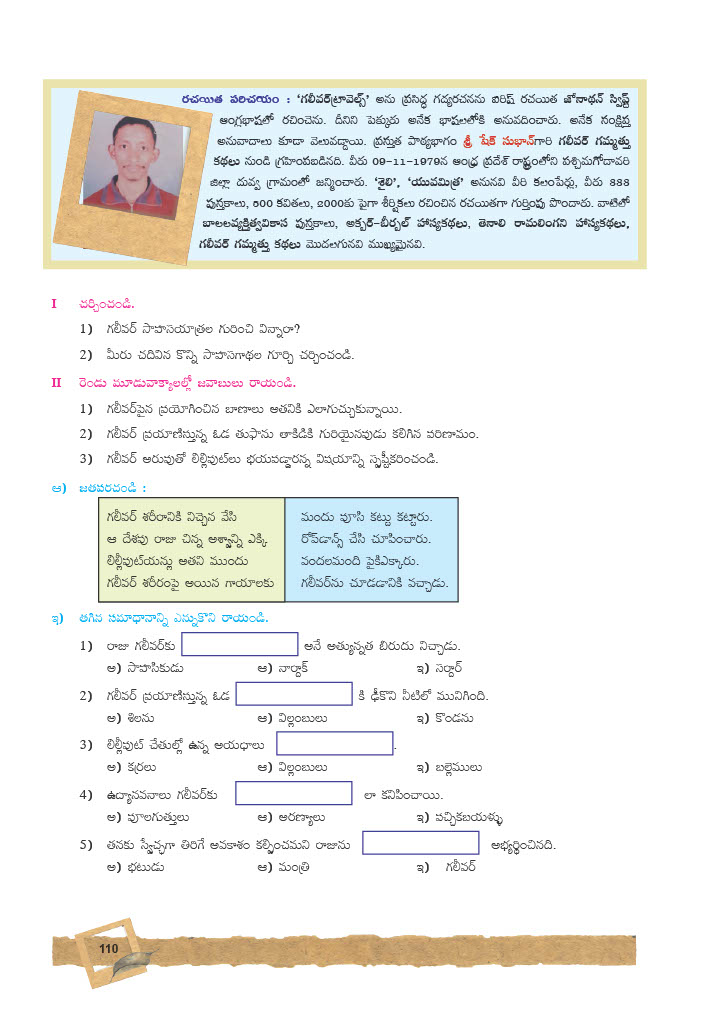 రచయిత పరిచయం : ‘గలీవర్‌ట్రావెల్స్’ అను ప్రసిద్ధ గద్యరచనను ఐరిష్ రచయిత జోనాథన్ స్విఫ్ట్
ఆంగ్లభాషలో రచించెను. దీనిని పెక్కురు అనేక భాషలలోకి అనువదించారు. అనేక సంక్షిప్త
అనువాదాలు కూడా వెలువడ్డాయి. ప్రస్తుత పాఠ్యభాగం శ్రీ షేక్ సుభాన్‌గారి గలీవర్ గమ్మత్తు
కథలు నుండి గ్రహింపబడినది. వీరు 09-11-1979న ఆంధ్ర ప్రదేశ్ రాష్ట్రంలోని పశ్చిమగోదావరి
జిల్లా దువ్వ గ్రామంలో జన్మించారు. ‘శైలి’, ‘యువమిత్ర’ అనునవి వీరి కలంపేర్లు, వీరు 888
పుస్తకాలు, 500 కవితలు, 2000కు పైగా శీర్షికలు రచించిన రచయితగా గుర్తింపు పొందారు. వాటిలో
బాలలవ్యక్తిత్వవికాస పుస్తకాలు, అక్బర్-బీర్బల్ హాస్యకథలు, తెనాలి రామలింగని హాస్యకథలు,
గలీవర్ గమ్మత్తు కథలు మొదలగునవి ముఖ్యమైనవి.
I చర్చించండి.
1) గలీవర్ సాహసయాత్రల గురించి విన్నారా?
2) మీరు చదివిన కొన్ని సాహసగాథల గూర్చి చర్చించండి.
II రెండు మూడువాక్యాలల్లో జవాబులు రాయండి.
1) గలీవర్‌పైన ప్రయోగించిన బాణాలు అతనికి ఎలాగుచ్చుకున్నాయి.
2) గలీవర్ ప్రయాణిస్తున్న ఓడ తుఫాను తాకిడికి గురియైనపుడు కలిగిన పరిణామం.
3) గలీవర్ అరుపుతో లిల్లిపుట్‌లు భయపడ్డారన్న విషయాన్ని స్పష్టీకరించండి.
ఆ) జతపరచండి :
గలీవర్ శరీరానికి నిచ్చెన వేసి మందు పూసి కట్టు కట్టారు.
ఆ దేశపు రాజు చిన్న అశ్వాన్ని ఎక్కి రోప్‌డాన్స్ చేసి చూపించారు.
లిల్లీపుట్‌యన్లు అతని ముందు వందలమంది పైకిఎక్కారు.
గలీవర్ శరీరంపై అయిన గాయాలకు గలీవర్‌ను చూడడానికి వచ్చాడు.
ఇ) తగిన సమాధానాన్ని ఎన్నుకొని రాయండి.
1) రాజు గలీవర్‌కు అనే అత్యున్నత బిరుదు నిచ్చాడు.
అ) సాహసికుడు ఆ) నార్డాక్ ఇ) సర్దార్
2) గలీవర్ ప్రయాణిస్తున్న ఓడ కి ఢీకొని నీటిలో మునిగింది.
అ) శిలను ఆ) విల్లంబులు ఇ) కొండను
3) లిల్లీపుట్ చేతుల్లో ఉన్న ఆయధాలు .
అ) కర్రలు ఆ) విల్లంబులు ఇ) బల్లెములు
4) ఉద్యానవనాలు గలీవర్‌కు లా కనిపించాయి.
అ) పూలగుత్తులు ఆ) అరణ్యాలు ఇ) పచ్చికబయళ్ళు
5) తనకు స్వేచ్ఛగా తిరిగే అవకాశం కల్పించమని రాజును అభ్యర్థించినది.
అ) భటుడు ఆ) మంత్రి ఇ) గలీవర్
110